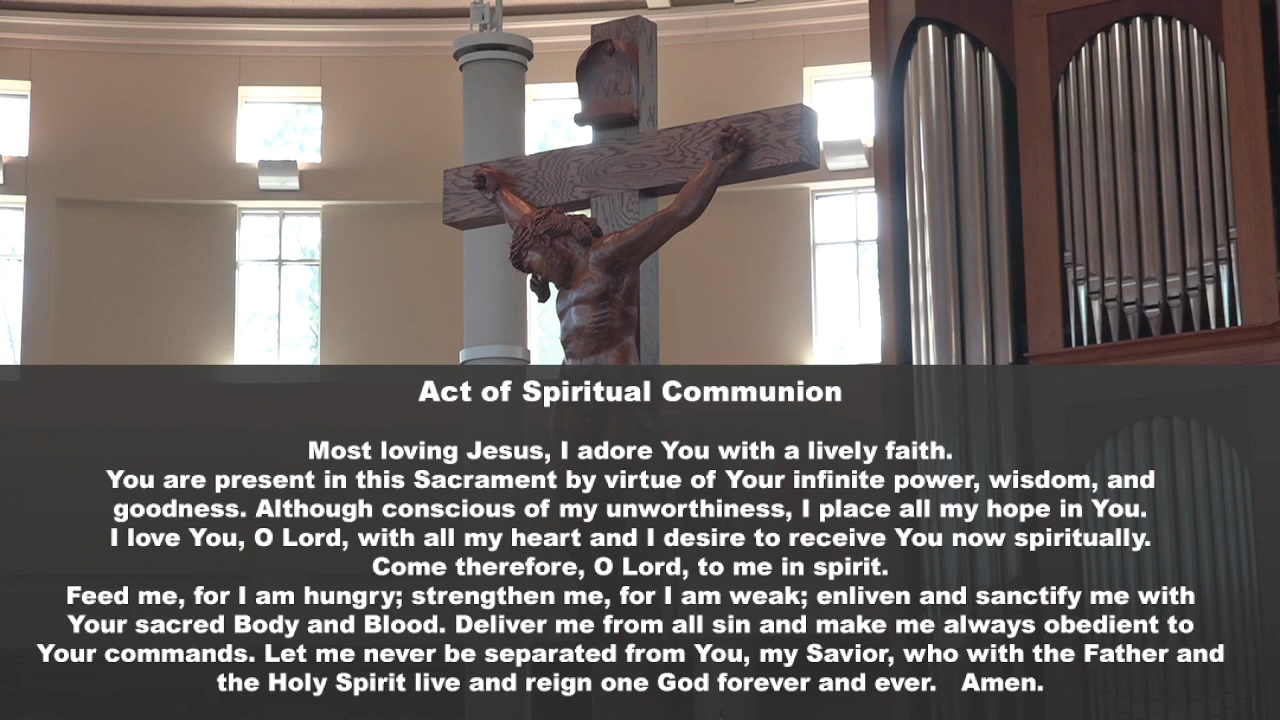 INRI
Act of Spiritual Communion
Most loving Jesus, I adore You with a lively faith.
You are present in this Sacrament by virtue of Your infinite power, wisdom, and
goodness. Although conscious of my unworthiness, I place all my hope in You.
I love You, O Lord, with all my heart and I desire to receive You now spiritually.
Come therefore, O Lord, to me in spirit.
Feed me, for I am hungry; strengthen me, for I am weak; enliven and sanctify me with
Your sacred Body and Blood. Deliver me from all sin and make me always obedient to
Your commands. Let me never be separated from You, my Savior, who with the Father and
the Holy Spirit live and reign one God forever and ever. Amen.